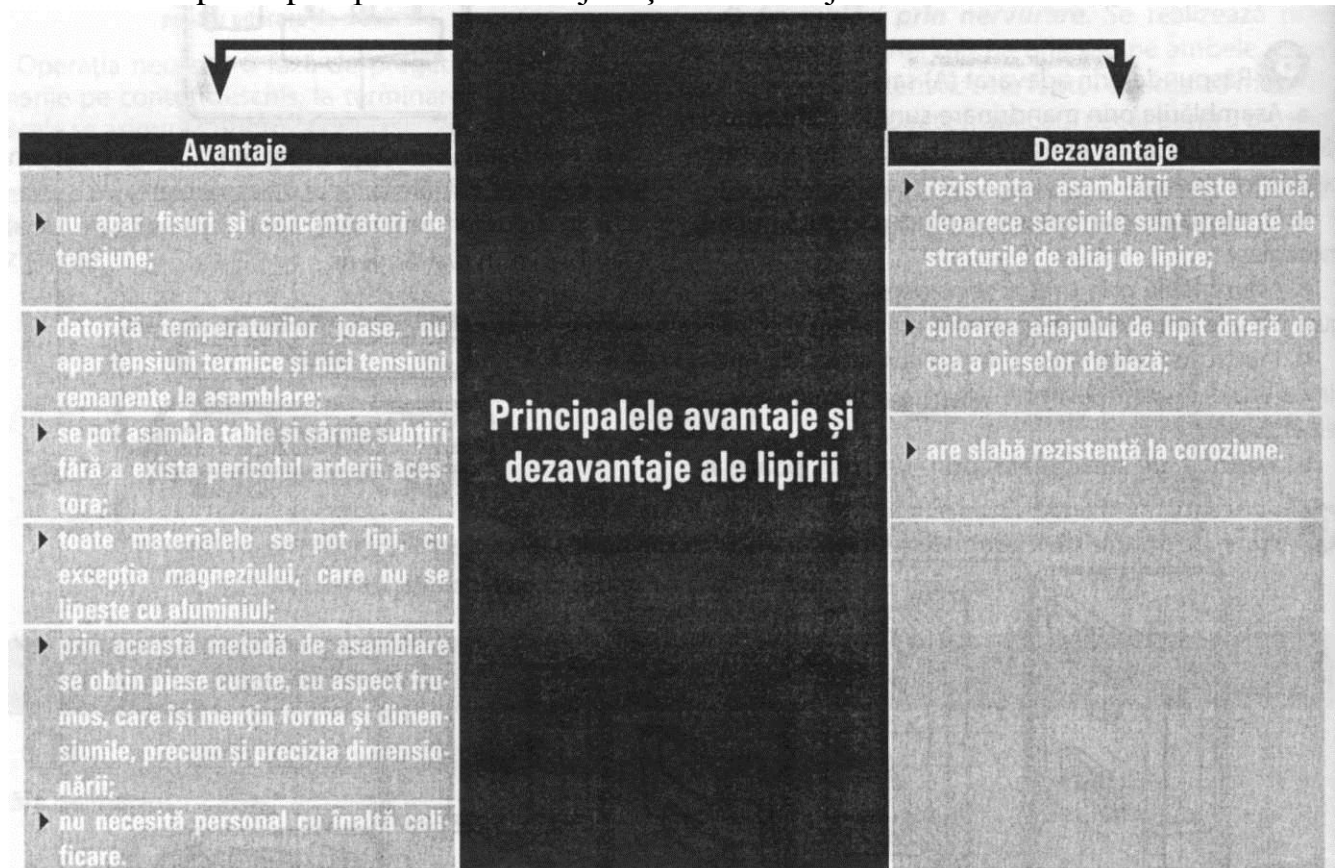 Avantaje
▶ nu apar fisuri și concentratori de
tensiune;
▶ datorită temperaturilor joase, nu
apar tensiuni termice și nici tensiuni
remanente la asamblare;
▶ se pot asambla table și sârme subțiri
fără a exista pericolul arderii aces-
tora;
▶ toate materialele se pot lipi, cu
excepția magneziului, care nu se
lipește cu aluminiul;
▶ prin această metodă de asamblare
se obțin piese curate, cu aspect fru-
mos, care își mențin forma și dimen-
siunile, precum și precizia dimensio-
nării;
▶ nu necesită personal cu înaltă cali-
ficare.
Principalele avantaje și
dezavantaje ale lipirii
Dezavantaje
▶ rezistența asamblării este mică,
deoarece sarcinile sunt preluate de
straturile de aliaj de lipire;
▶ culoarea aliajului de lipit diferă de
cea a pieselor de bază;
▶ are slabă rezistență la coroziune.